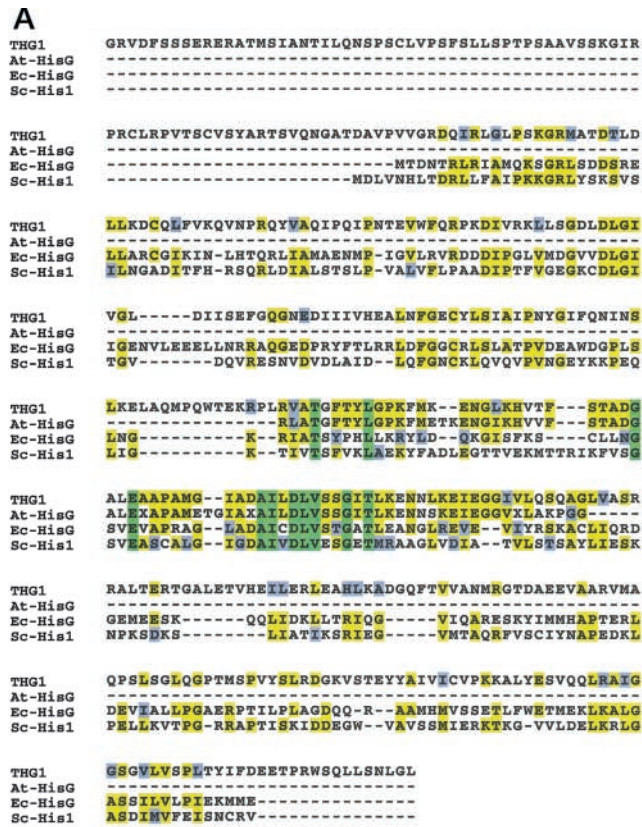 A
THG1 GRVDFSSSERERATMSIANTILQNSPSCLVPSFSLLSPTPSAAVSSKGIR
At-HisG --------------------------------------------------
Ec-HisG --------------------------------------------------
Sc-His1 --------------------------------------------------
THG1 PRCLRPVTSCVSYARTSVQNGATDAVPVVGRDQIRLGLPSKGRMATDTLD
At-HisG --------------------------------------------------
Ec-HisG ---------------------------MTDNTRLRIAMQKSGRLSDDSRE
Sc-His1 -----------------------MDLVNHLTDRLLFAIPKKGRLYSKSVS
THG1 LLKDCQLFVKQVNPRQYVAQIPQIPNTEVWFQRPKDIVRKLLSGDLDLGI
At-HisG --------------------------------------------------
Ec-HisG LLARCGIKIN-LHTQRLIAMAENMP-IGVLRVRDDDIPGLVMDGVVDLGI
Sc-His1 ILNGADITFH-RSQRLDIALSTSLP-VALVFLPAADIPTFVGEGKCDLGI
THG1 VGL-----DIISEFGQGNEDIIIVHEALNFGECYLSIAIPNYGIFQNINS
At-HisG --------------------------------------------------
Ec-HisG IGENVLEEELLNRRAQGEDPRYFTLRRLDFGGCRLSLATPVDEAWDGPLS
Sc-His1 TGV-------DQVRESNVDVDLAID--LQFGNCKLQVQVPVNGEYKKPEQ
THG1 LKELAQMPQWTEKRPLRVATGFTYLGPKFMK--ENGLKHVTF---STADG
At-HisG ----------------RLATGFTYLGPKFMKETKENGIKHVTF---STADG
Ec-HisG LNG----------K--RIATSYPHLLKRYLD--QKGISFKS---CLLNQ
Sc-His1 LIG----------K--TIVTSFVKLAEKYFADLEGTTVEKMTTRIKFVSG
THG1 ALEAAPAMG--IADAILDLVSSGITLKENNLKEIEGGIVLQSQAGLVASR
At-HisG ALEXAPAMETGIAXAILDLVSSGITLKENNLKEIEGGVXLAKPGG-----
Ec-HisG SVEVAPRAG--LADAICDLVSTGATLEANGLREVE--VIYRSKACLIQRD
Sc-His1 SVEASCALG--IGDAIVDLVESGETMRAAGLVDIA--TVLSTSAYLIESK
THG1 RALTERTGALETVHEILERLEAHLKADGQFTVVANMRGTDAEEVAARVMA
At-HisG --------------------------------------------------
Ec-HisG GEMEESK-----QQLIDKLLTRIQG-----VIQARESKYIMMHAPTERL
Sc-His1 NPKSDKS------LIATIKSRIEG------VMTAQRFVSCIYNAPEDKL
THG1 QPSLSGLQGPTMSPVYSLRDGKVSTEYYAIVICVPKKALYESVQQLRAIG
At-HisG --------------------------------------------------
Ec-HisG DEVIALLPGAERPTILPLAGDQQ-R--AAMHMVSSETLFWETMEKLKALG
Sc-His1 PELLKVTPG-RRAPTISKIDDEGW--VAVSSMIERKTKG-VVLDELKRLG
THG1 GSGVLVSPLTYIFDEETPRWSQLLSNLGL
At-HisG -----------------------------
Ec-HisG ASSILVLPIEKMME---------------
Sc-His1 ASDIMVFEISNCRV---------------